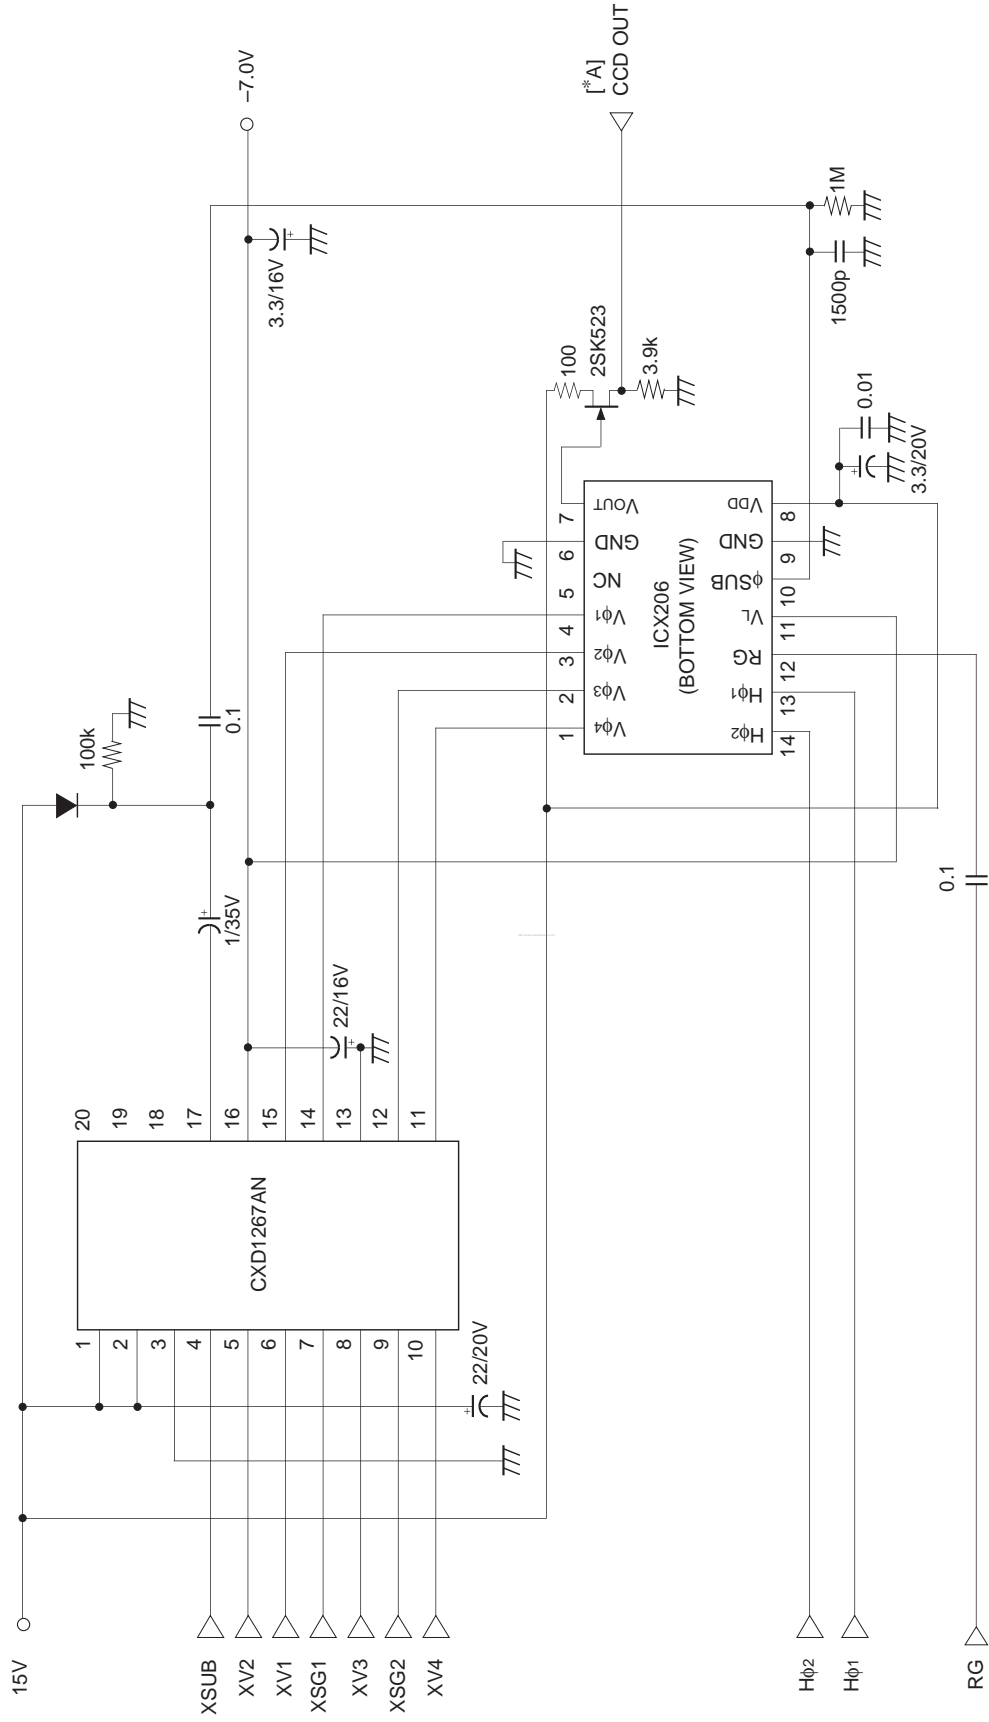 15V
XSUB
XV2
XV1
XSG1
XV3
XSG2
XV4
Hϕ2
Hϕ1
RG
22/20V
1
2
3
4
5
6
7
8
9
10
CXD1267AN
20
19
18
17
16
15
14
13
12
11
22/16V
1/35V
100k
0.1
0.1
3.3/16V
–7.0V
ICX206
(BOTTOM VIEW)
1
2
3
4
5
6
7
Vϕ4
Vϕ3
Vϕ2
Vϕ1
NC
GND
VOUT
Hϕ2
Hϕ1
RG
VL
ϕSUB
GND
VDD
14
13
12
11
10
9
8
100
2SK523
3.9k
[*A]
CCD OUT
3.3/20V
0.01
1500p
1M